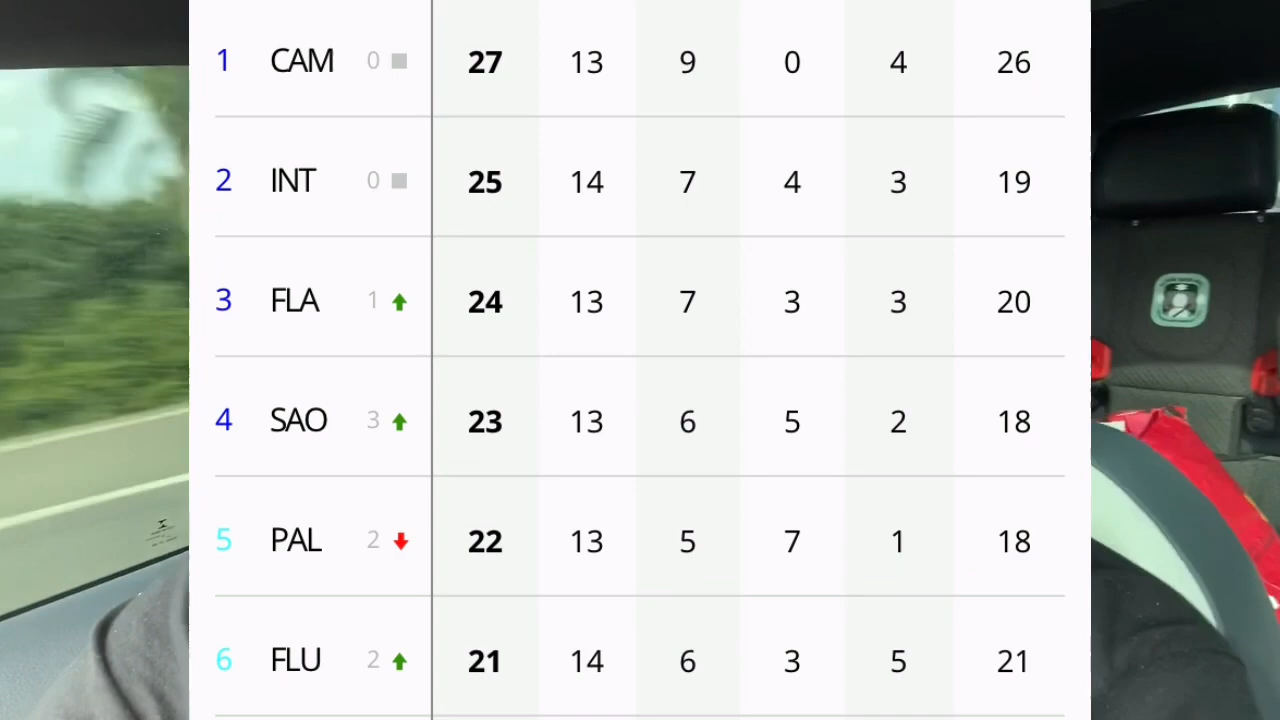 1 CAM 0 27 13 9 0 4 26
2 INT 0 25 14 7 4 3 19
3 FLA 1 24 13 7 3 3 20
4 SAO 3 23 13 6 5 2 18
5 PAL 2 22 13 5 7 1 18
6 FLU 2 21 14 6 3 5 21